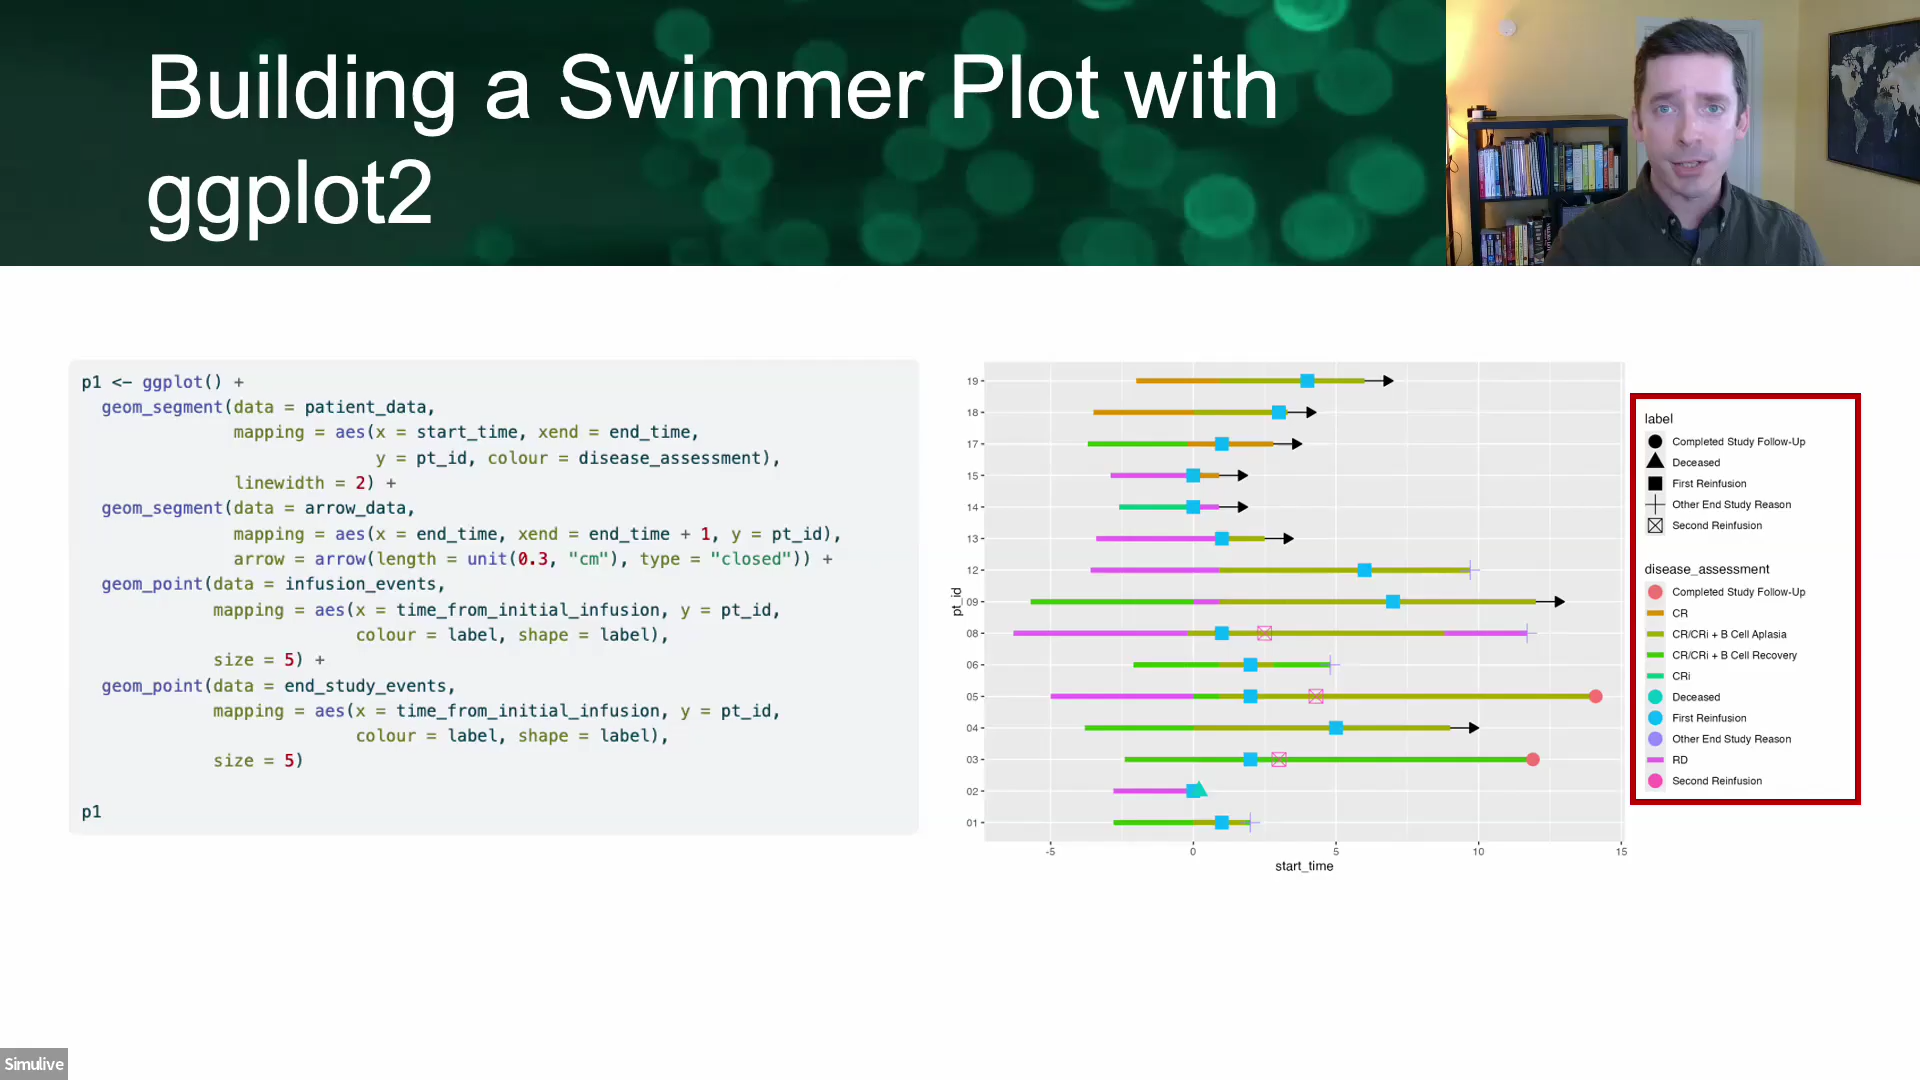 Building a Swimmer Plot with
ggplot2
p1 <- ggplot() +
geom_segment(data = patient_data,
mapping = aes(x = start_time, xend = end_time,
y = pt_id, colour = disease_assessment),
linewidth = 2) +
geom_segment(data = arrow_data,
mapping = aes(x = end_time, xend = end_time + 1, y = pt_id),
arrow = arrow(length = unit(0.3, "cm"), type = "closed")) +
geom_point(data = infusion_events,
mapping = aes(x = time_from_initial_infusion, y = pt_id,
colour = label, shape = label),
size = 5) +
geom_point(data = end_study_events,
mapping = aes(x = time_from_initial_infusion, y = pt_id,
colour = label, shape = label),
size = 5)
p1
pt_id
19
18
17
15
14
13
12
09
08
06
05
04
03
02
01
-5 0 5 10 15
start_time
label
Completed Study Follow-Up
Deceased
First Reinfusion
Other End Study Reason
Second Reinfusion
disease_assessment
Completed Study Follow-Up
CR
CR/CRi + B Cell Aplasia
CR/CRi + B Cell Recovery
CRi
Deceased
First Reinfusion
Other End Study Reason
RD
Second Reinfusion
Simulive